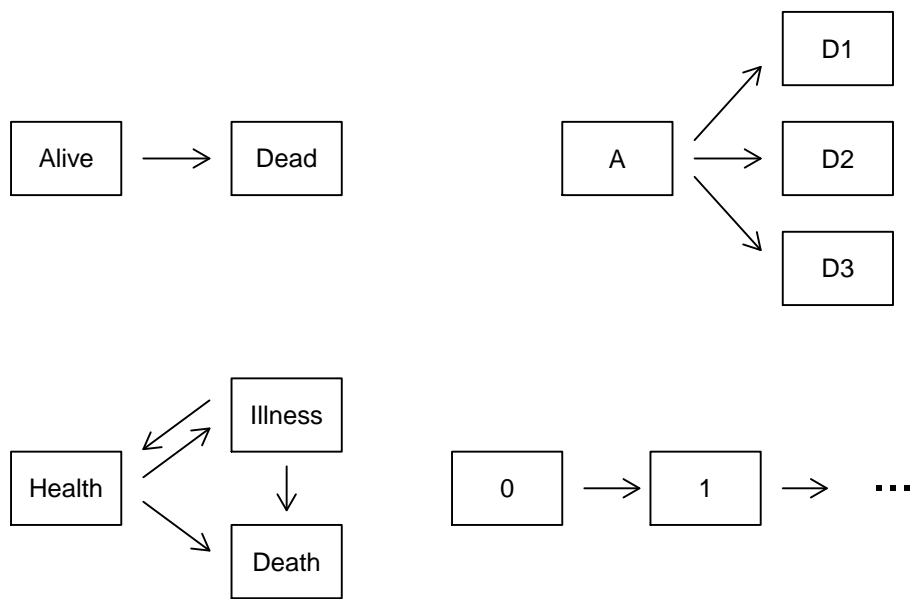 Alive
Dead
A
D1
D2
D3
Health
Illness
Death
0
1
...